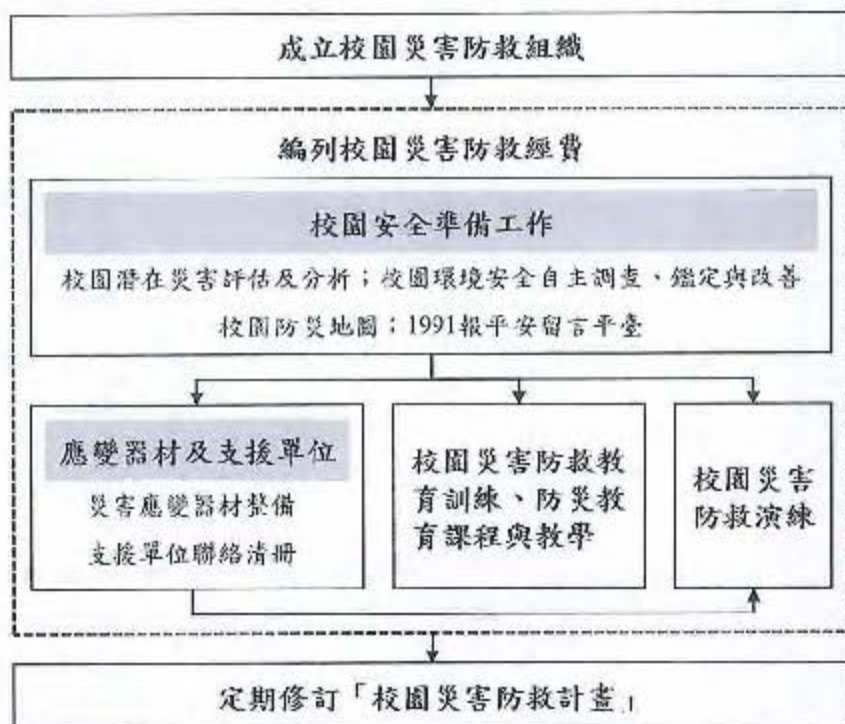 成立校園災害防救組織
編列校園災害防救經費
校園安全準備工作
校園潛在災害評估及分析；校園環境安全自主調查、鑑定與改善
校園防災地圖；1991報平安留言平臺
應變器材及支援單位
災害應變器材整備
支援單位聯絡清冊
校園災害防救教
育訓練、防災教
育課程與教學
校園災害
防救演練
定期修訂「校園災害防救計畫」